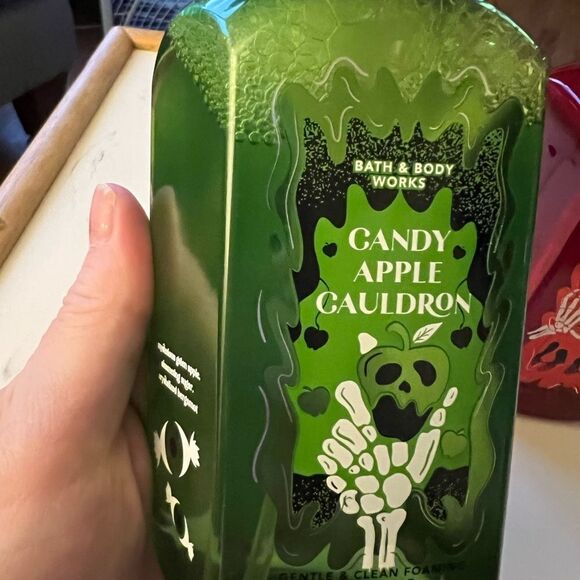 BATH & BODY
WORKS
CANDY
APPLE
CAULDRON
GENTLE & CLEAN FOAMING